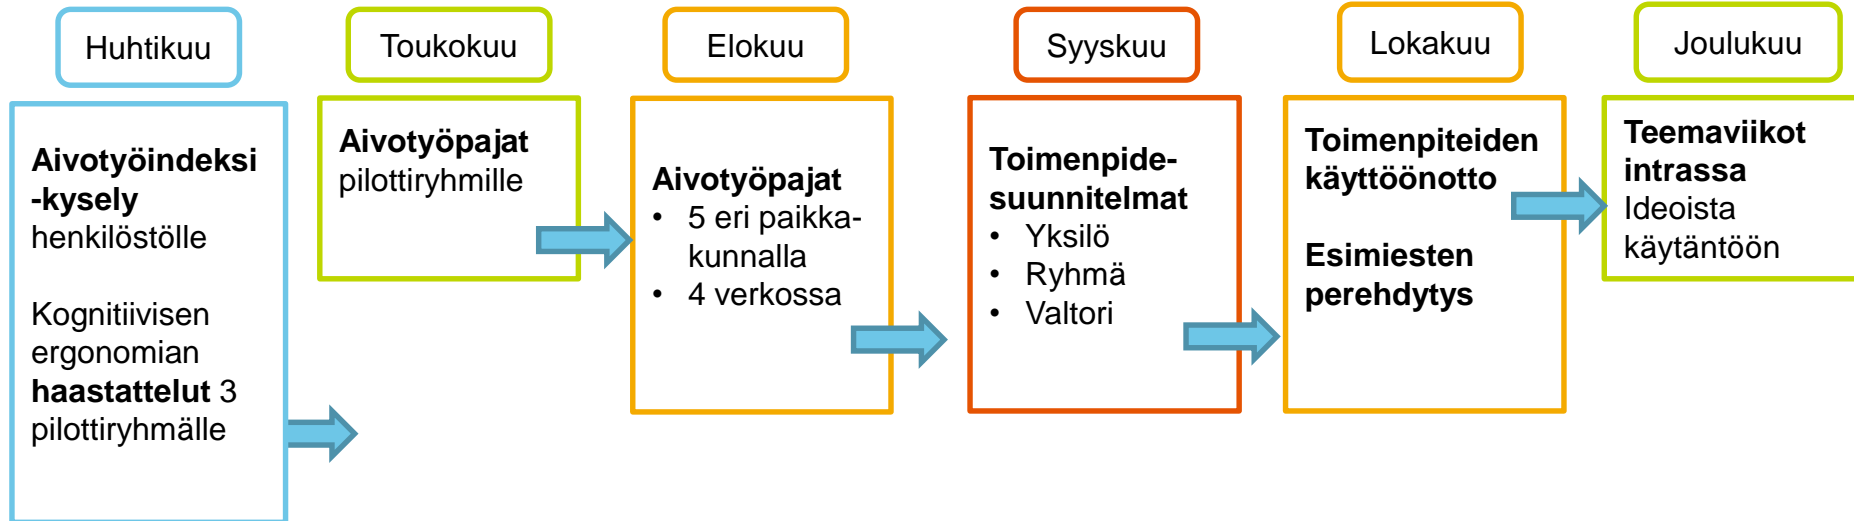 Huhtikuu
Toukokuu
Elokuu
Syyskuu
Lokakuu
Joulukuu
Aivotyöindeksi
-kysely
henkilöstölle
Kognitiivisen
ergonomian
haastattelut 3
pilottiryhmälle
Aivotyöpajat
pilottiryhmille
Aivotyöpajat
• 5 eri paikka-
kunnalla
• 4 verkossa
Toimenpide-
suunnitelmat
• Yksilö
• Ryhmä
• Valtori
Toimenpiteiden
käyttöönotto
Esimiesten
perehdytys
Teemaviikot
intrassa
Ideoista
käytäntöön